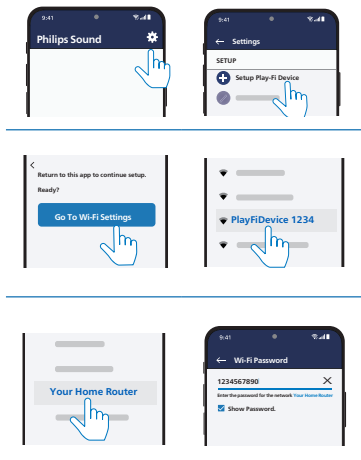 9:41
Philips Sound
9:41
← Settings
SETUP
Setup Play-Fi Device
Return to this app to continue setup.
Ready?
Go To Wi-Fi Settings
PlayFiDevice 1234
Your Home Router
9:41
← Wi-Fi Password
1234567890
Enter the password for the network Your Home Router
Show Password.